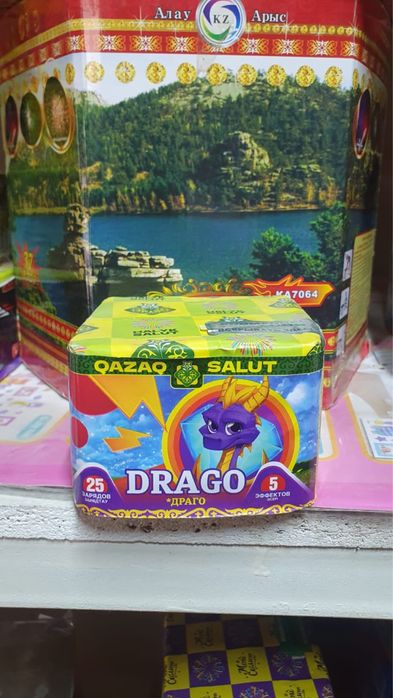 Алау KZ Арыс
KA7064
QAZAQ SALUT
DRAGO
*ДРАГО
25
ЗАРЯДОВ
5
ЭФФЕКТОВ